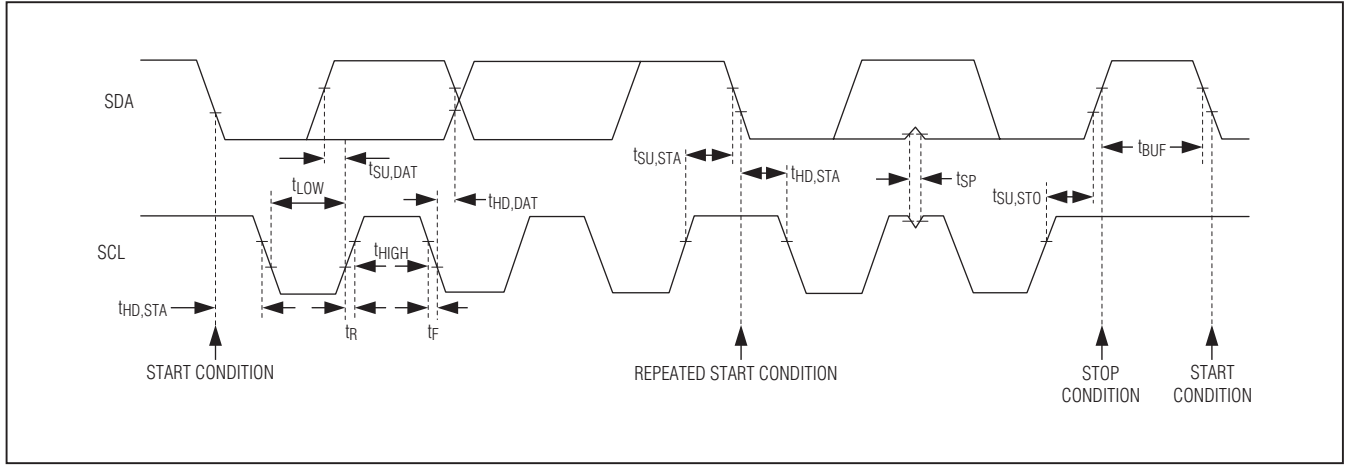 SDA
tSU,DAT
tLOW
tHD,DAT
tSU,STA
tHD,STA
tSP
tBUF
tSU,STO
SCL
tHIGH
tHD,STA
tR
tF
START CONDITION
REPEATED START CONDITION
STOP
CONDITION
START
CONDITION